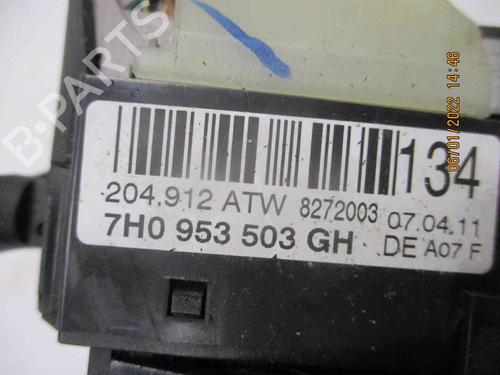 134
204.912 ATW 8272003 07.04.11
7H0 953 503 GH DE A07 F
06/01/2022 14:46
B-PARTS